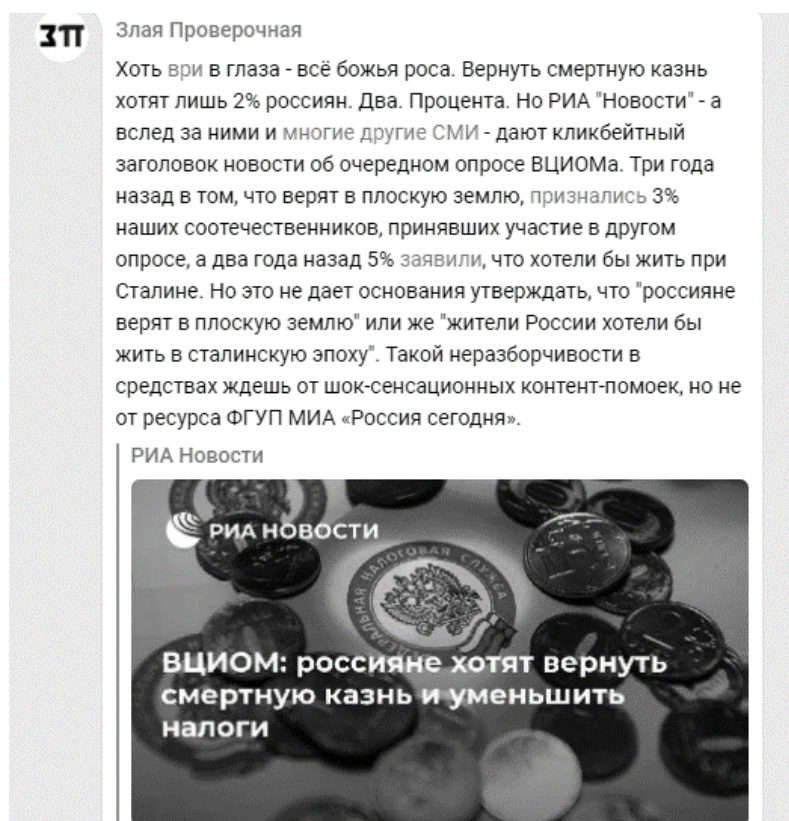 ЗП
Злая Проверочная
Хоть ври в глаза - всё божья роса. Вернуть смертную казнь
хотят лишь 2% россиян. Два. Процента. Но РИА "Новости" - а
вслед за ними и многие другие СМИ - дают кликбейтный
заголовок новости об очередном опросе ВЦИОМа. Три года
назад в том, что верят в плоскую землю, признались 3%
наших соотечественников, принявших участие в другом
опросе, а два года назад 5% заявили, что хотели бы жить при
Сталине. Но это не дает основания утверждать, что "россияне
верят в плоскую землю" или же "жители России хотели бы
жить в сталинскую эпоху". Такой неразборчивости в
средствах ждешь от шок-сенсационных контент-помоек, но не
от ресурса ФГУП МИА «Россия сегодня».
РИА Новости
РИА НОВОСТИ
ФЕДЕРАЛЬНАЯ НАЛОГОВАЯ СЛУЖБА
ВЦИОМ: россияне хотят вернуть
смертную казнь и уменьшить
налоги